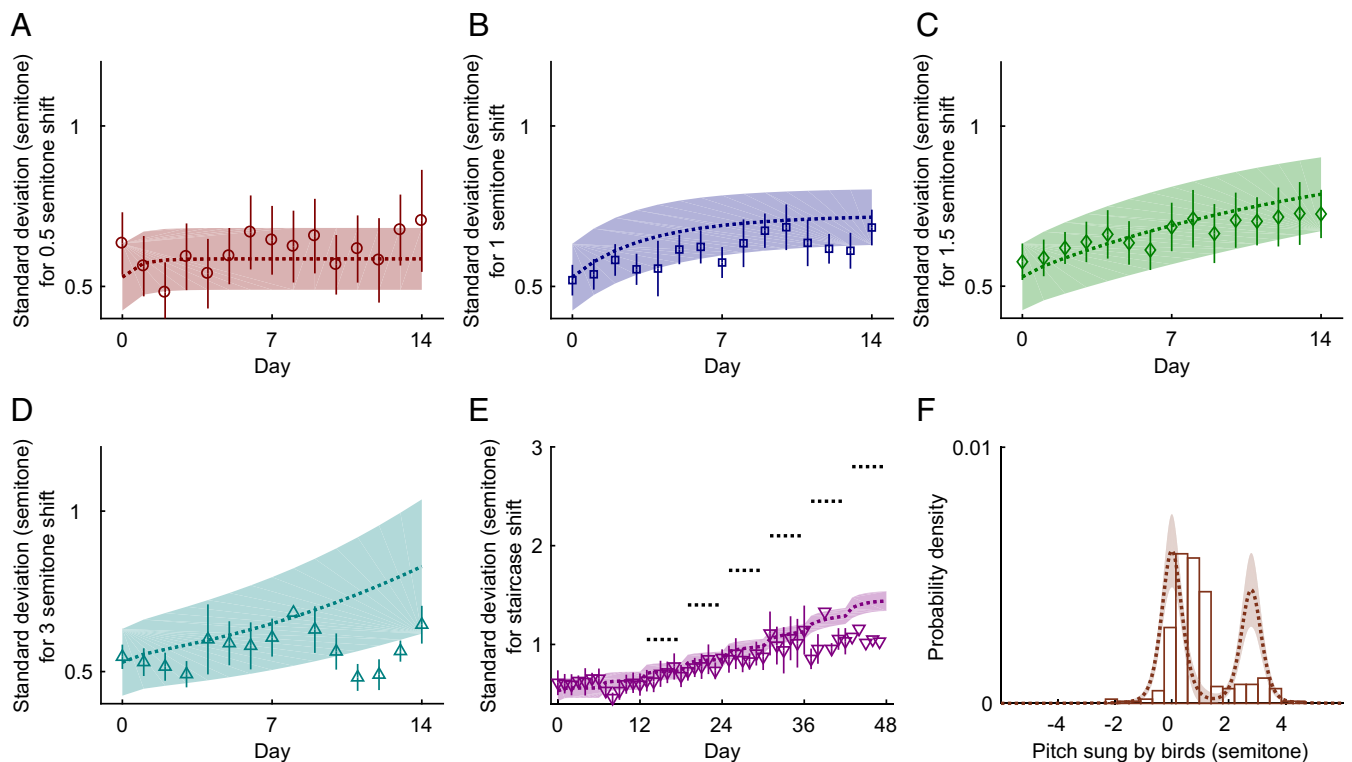 A
Standard deviation (semitone)
for 0.5 semitone shift
1
0.5
0
7
14
Day
B
Standard deviation (semitone)
for 1 semitone shift
1
0.5
0
7
14
Day
C
Standard deviation (semitone)
for 1.5 semitone shift
1
0.5
0
7
14
Day
D
Standard deviation (semitone)
for 3 semitone shift
1
0.5
0
7
14
Day
E
Standard deviation (semitone)
for staircase shift
3
2
1
0
12
24
36
48
Day
F
Probability density
0.01
0
-4
-2
0
2
4
Pitch sung by birds (semitone)